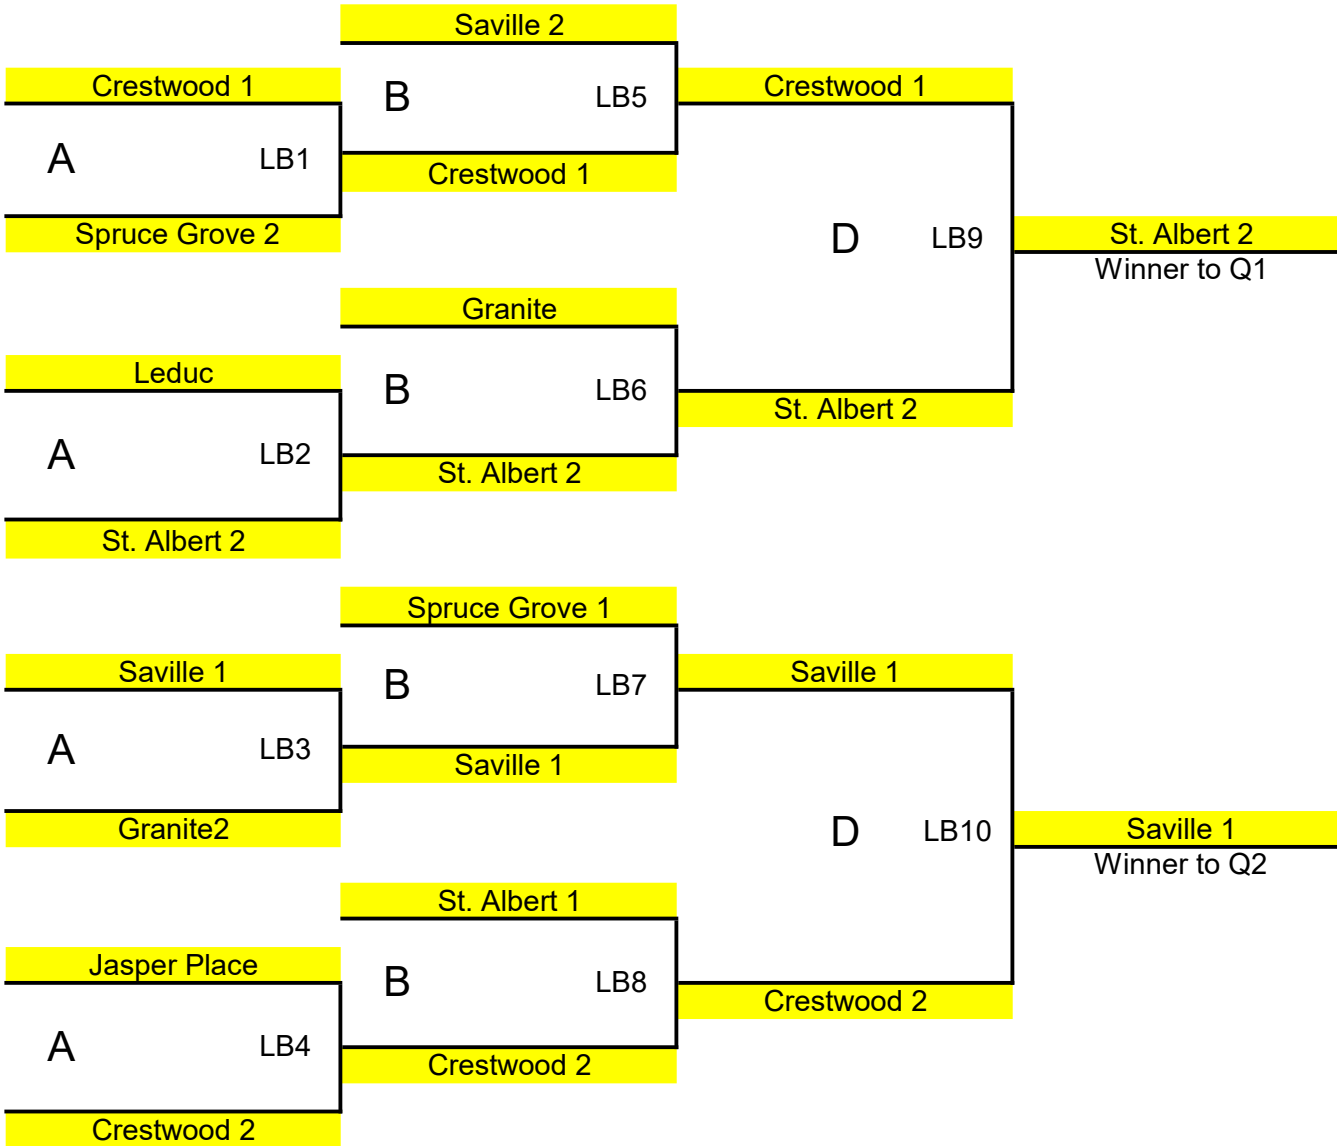 Saville 2
Crestwood 1
B
LB5
Crestwood 1
A
LB1
Crestwood 1
Spruce Grove 2
D
LB9
St. Albert 2
Winner to Q1
Granite
Leduc
B
LB6
St. Albert 2
A
LB2
St. Albert 2
St. Albert 2
Spruce Grove 1
Saville 1
B
LB7
Saville 1
A
LB3
Saville 1
Granite2
D
LB10
Saville 1
Winner to Q2
St. Albert 1
Jasper Place
B
LB8
Crestwood 2
A
LB4
Crestwood 2
Crestwood 2